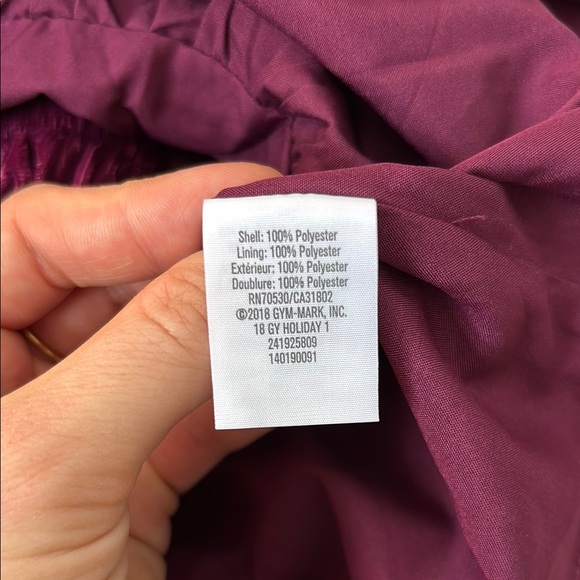 Shell: 100% Polyester
Lining: 100% Polyester
Extérieur: 100% Polyester
Doublure: 100% Polyester
RN70530/CA31802
©2018 GYM-MARK, INC.
18 GY HOLIDAY 1
241925809
140190091